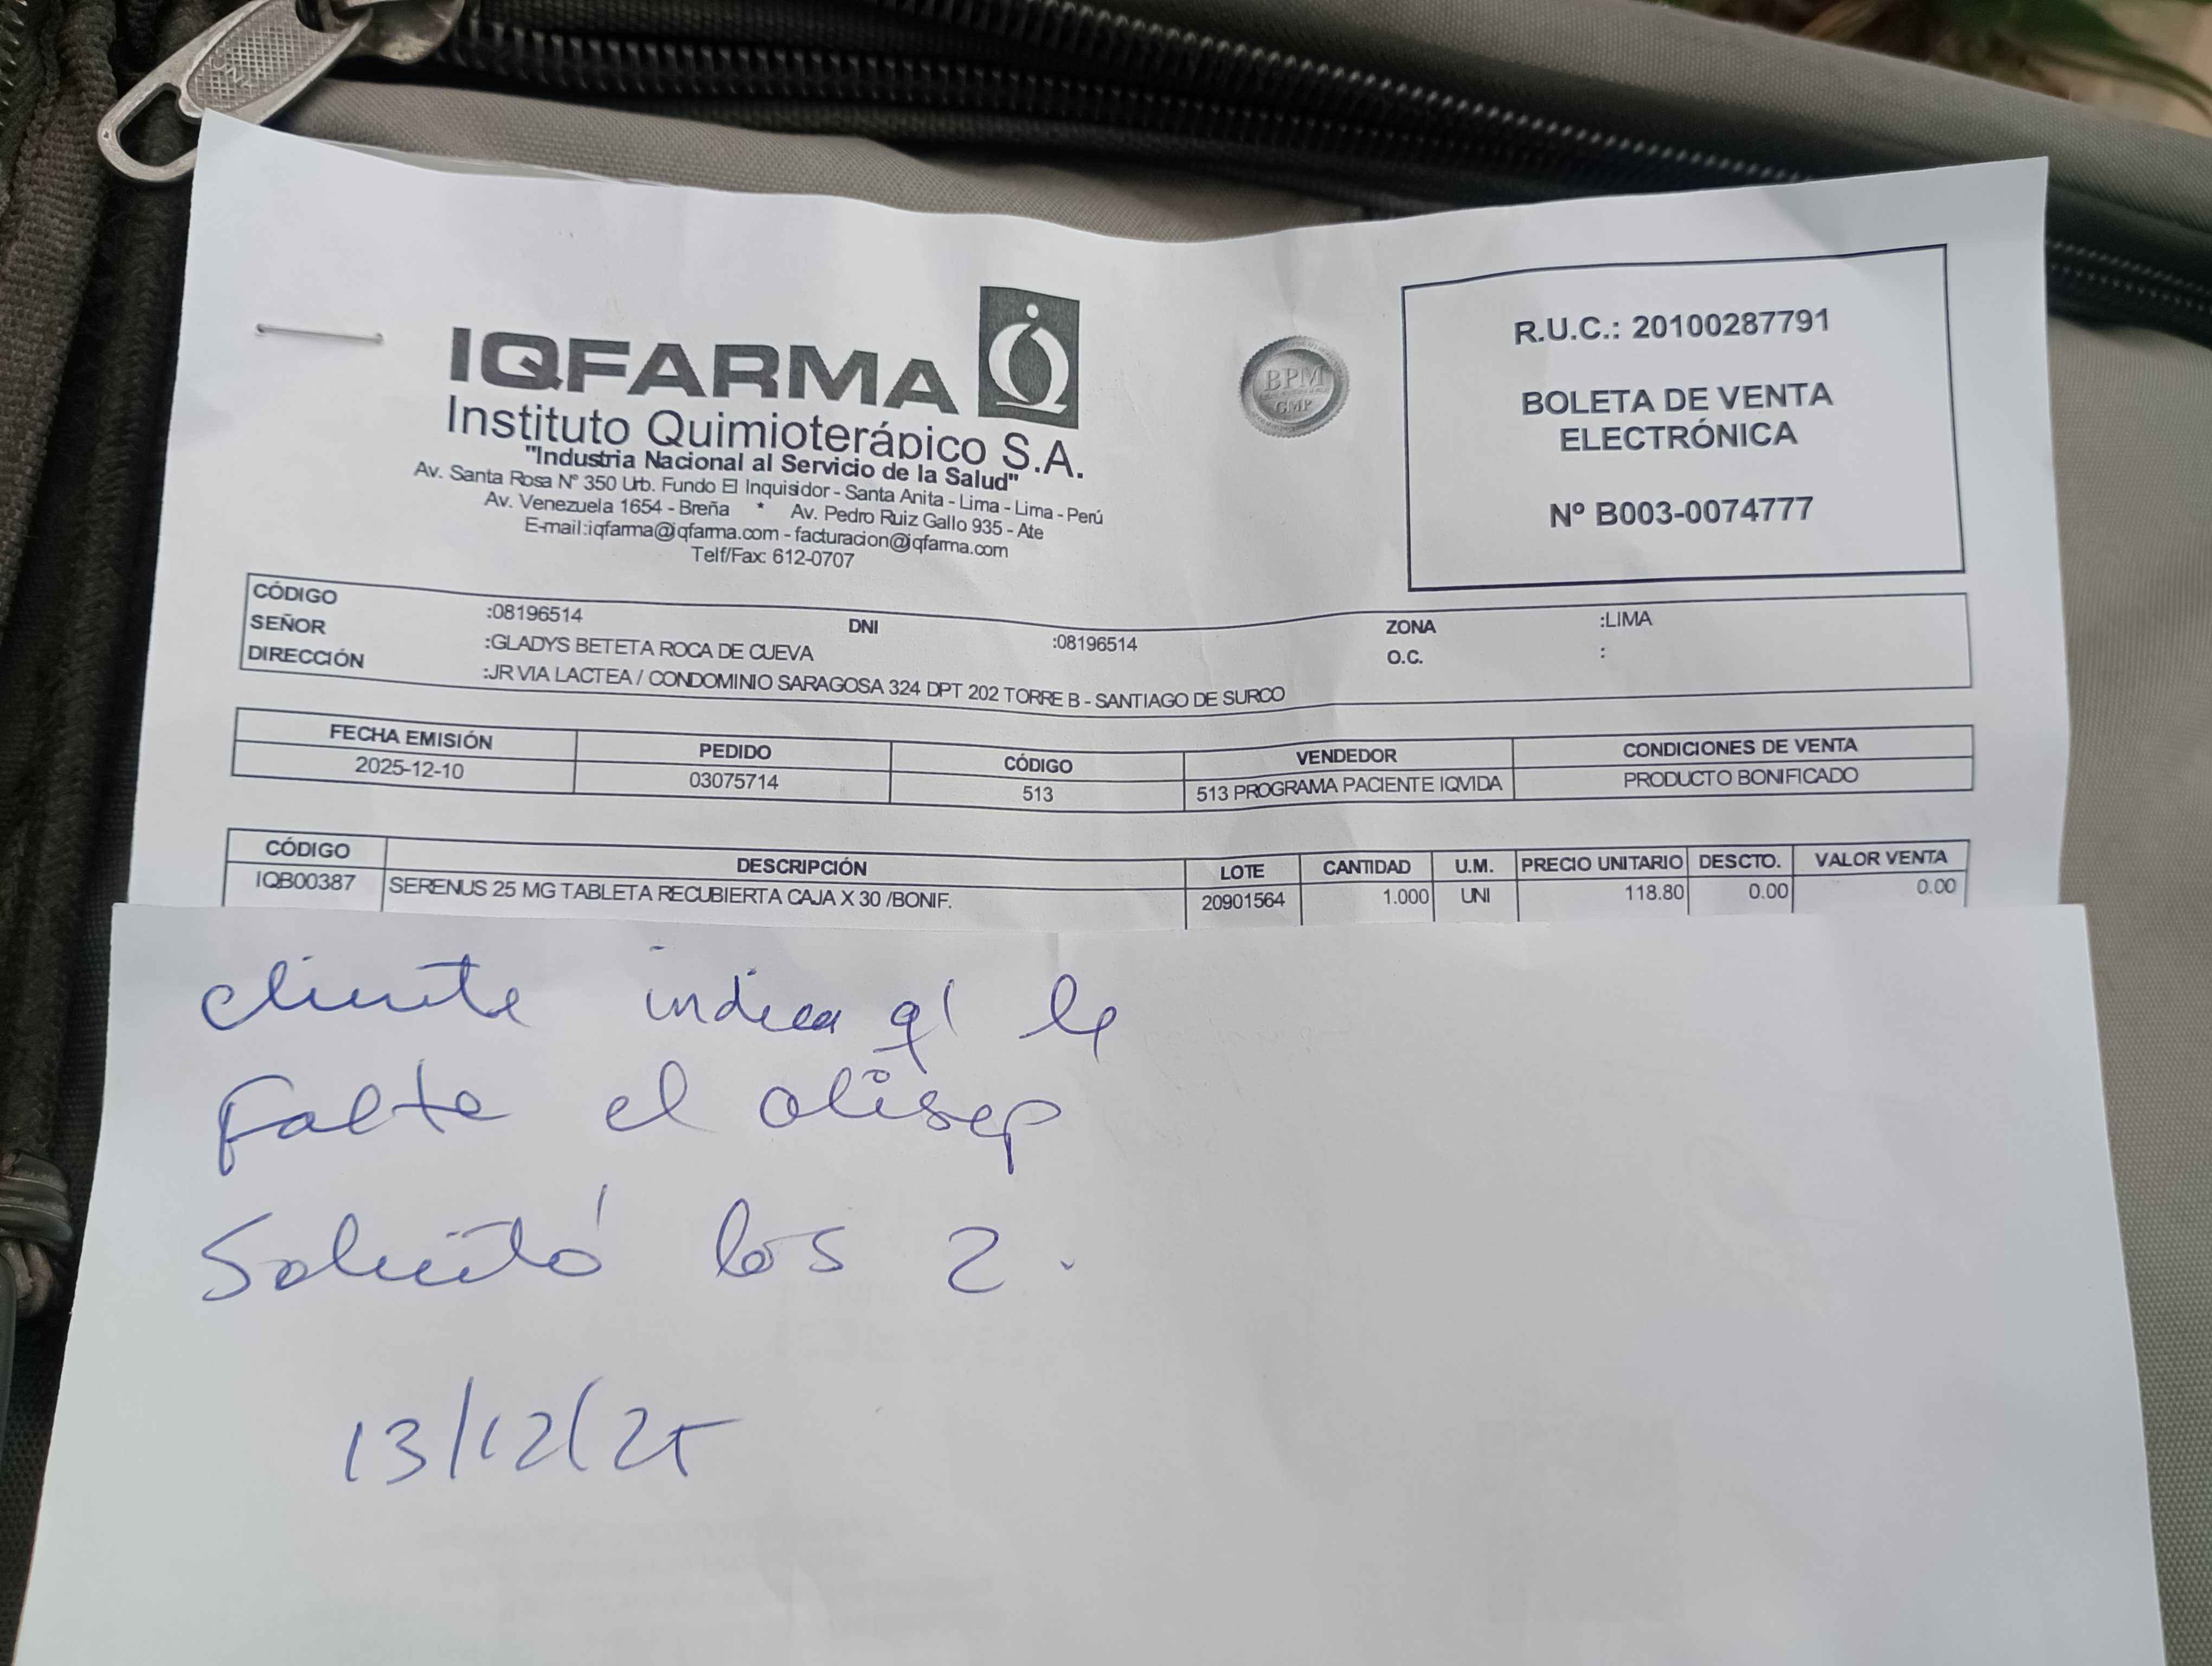 IQFARMA
Instituto Quimioterápico S.A.
"Industria Nacional al Servicio de la Salud"
Av. Santa Rosa Nº 350 Urb. Fundo El Inquisidor - Santa Anita - Lima - Lima - Perú
Av. Venezuela 1654 - Breña * Av. Pedro Ruiz Gallo 935 - Ate
E-mail:iqfarma@iqfarma.com - facturacion@iqfarma.com
Telf/Fax: 612-0707
BPM
GMP
R.U.C.: 20100287791
BOLETA DE VENTA
ELECTRÓNICA
Nº B003-0074777
CÓDIGO :08196514 DNI :08196514 ZONA :LIMA
SEÑOR :GLADYS BETETA ROCA DE CUEVA O.C. :
DIRECCIÓN :JR VIA LACTEA / CONDOMINIO SARAGOSA 324 DPT 202 TORRE B - SANTIAGO DE SURCO
FECHA EMISIÓN PEDIDO CÓDIGO VENDEDOR CONDICIONES DE VENTA
2025-12-10 03075714 513 513 PROGRAMA PACIENTE IQVIDA PRODUCTO BONIFICADO
CÓDIGO DESCRIPCIÓN LOTE CANTIDAD U.M. PRECIO UNITARIO DESCTO. VALOR VENTA
IQB00387 SERENUS 25 MG TABLETA RECUBIERTA CAJA X 30 /BONIF. 20901564 1.000 UNI 118.80 0.00 0.00
cliente indica q' le
falta el olisep
Solicitó los 2.
13/12/25